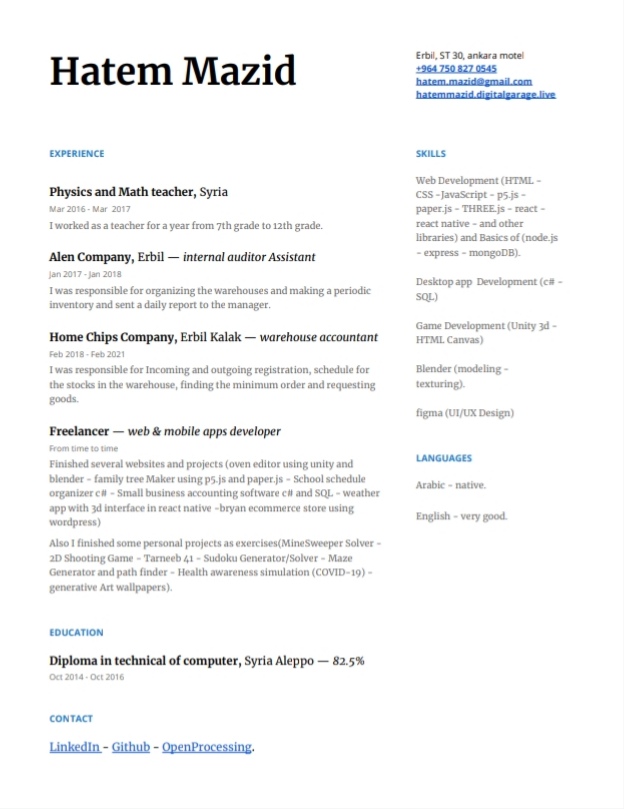 Hatem Mazid
Erbil, ST 30, ankara motel
+964 750 827 0545
hatem.mazid@gmail.com
hatemmazid.digitalgarage.live
EXPERIENCE
Physics and Math teacher, Syria
Mar 2016 - Mar 2017
I worked as a teacher for a year from 7th grade to 12th grade.
Alen Company, Erbil — internal auditor Assistant
Jan 2017 - Jan 2018
I was responsible for organizing the warehouses and making a periodic
inventory and sent a daily report to the manager.
Home Chips Company, Erbil Kalak — warehouse accountant
Feb 2018 - Feb 2021
I was responsible for Incoming and outgoing registration, schedule for
the stocks in the warehouse, finding the minimum order and requesting
goods.
Freelancer — web & mobile apps developer
From time to time
Finished several websites and projects (oven editor using unity and
blender - family tree Maker using p5.js and paper.js - School schedule
organizer c# - Small business accounting software c# and SQL - weather
app with 3d interface in react native -bryan ecommerce store using
wordpress)
Also I finished some personal projects as exercises(MineSweeper Solver -
2D Shooting Game - Tarneeb 41 - Sudoku Generator/Solver - Maze
Generator and path finder - Health awareness simulation (COVID-19) -
generative Art wallpapers).
EDUCATION
Diploma in technical of computer, Syria Aleppo — 82.5%
Oct 2014 - Oct 2016
CONTACT
LinkedIn - Github - OpenProcessing.
SKILLS
Web Development (HTML -
CSS -JavaScript - p5.js -
paper.js - THREE.js - react -
react native - and other
libraries) and Basics of (node.js
- express - mongoDB).
Desktop app Development (c# -
SQL)
Game Development (Unity 3d -
HTML Canvas)
Blender (modeling -
texturing).
figma (UI/UX Design)
LANGUAGES
Arabic - native.
English - very good.